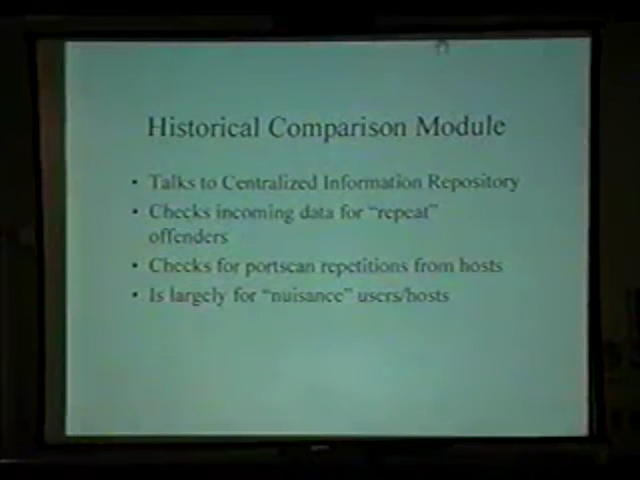 Historical Comparison Module
• Talks to Centralized Information Repository
• Checks incoming data for “repeat”
offenders
• Checks for portscan repetitions from hosts
• Is largely for “nuisance” users/hosts